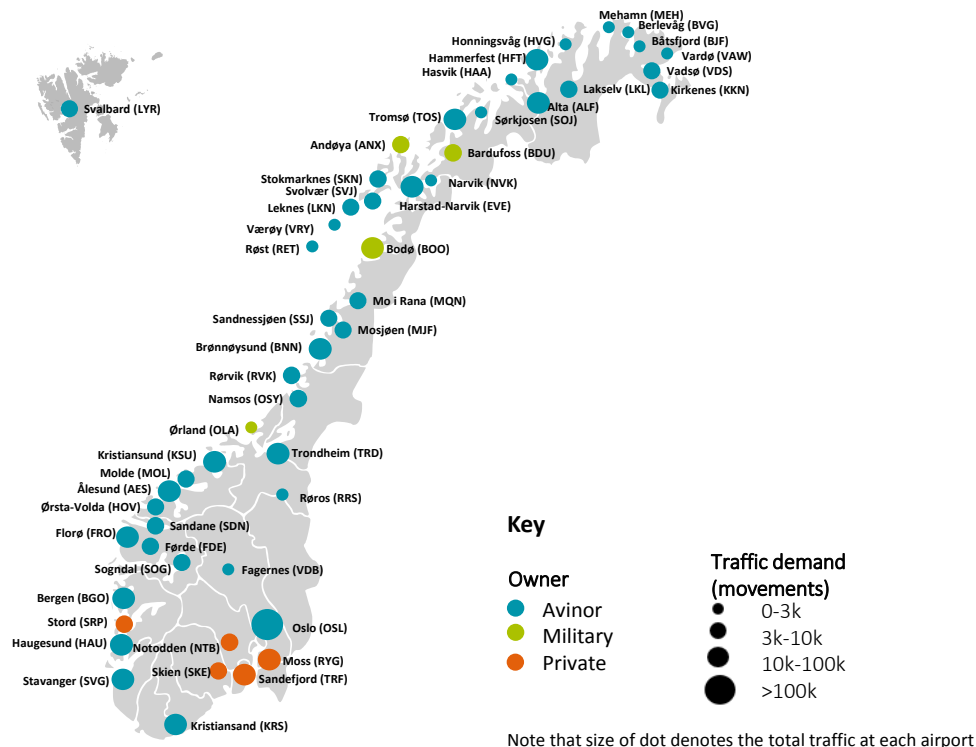 Mehamn (MEH)
Berlevåg (BVG)
Honningsvåg (HVG)
Båtsfjord (BJF)
Hammerfest (HFT)
Vardø (VAW)
Hasvik (HAA)
Vadsø (VDS)
Lakselv (LKL)
Kirkenes (KKN)
Svalbard (LYR)
Alta (ALF)
Tromsø (TOS)
Sørkjosen (SOJ)
Andøya (ANX)
Bardufoss (BDU)
Stokmarknes (SKN)
Narvik (NVK)
Svolvær (SVJ)
Leknes (LKN)
Harstad-Narvik (EVE)
Værøy (VRY)
Røst (RET)
Bodø (BOO)
Mo i Rana (MQN)
Sandnessjøen (SSJ)
Mosjøen (MJF)
Brønnøysund (BNN)
Rørvik (RVK)
Namsos (OSY)
Ørland (OLA)
Kristiansund (KSU)
Trondheim (TRD)
Molde (MOL)
Ålesund (AES)
Røros (RRS)
Ørsta-Volda (HOV)
Sandane (SDN)
Florø (FRO)
Førde (FDE)
Sogndal (SOG)
Fagernes (VDB)
Bergen (BGO)
Stord (SRP)
Oslo (OSL)
Haugesund (HAU)
Notodden (NTB)
Moss (RYG)
Skien (SKE)
Sandefjord (TRF)
Stavanger (SVG)
Kristiansand (KRS)
Key
Owner
Avinor
Military
Private
Traffic demand
(movements)
0-3k
3k-10k
10k-100k
>100k
Note that size of dot denotes the total traffic at each airport